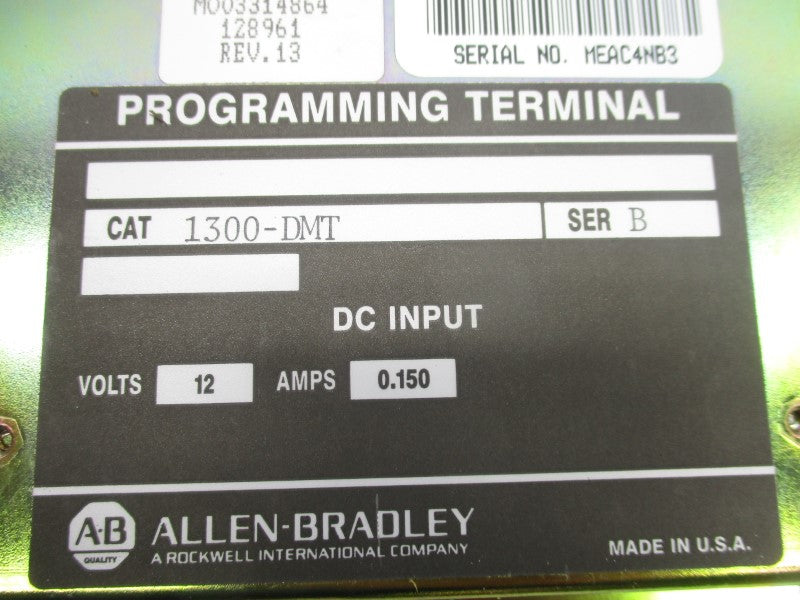 M003314864
128961
REV.13
SERIAL NO. MEAC4NB3
PROGRAMMING TERMINAL
CAT 1300-DMT SER B
DC INPUT
VOLTS 12 AMPS 0.150
A-B
QUALITY
ALLEN-BRADLEY
A ROCKWELL INTERNATIONAL COMPANY
MADE IN U.S.A.